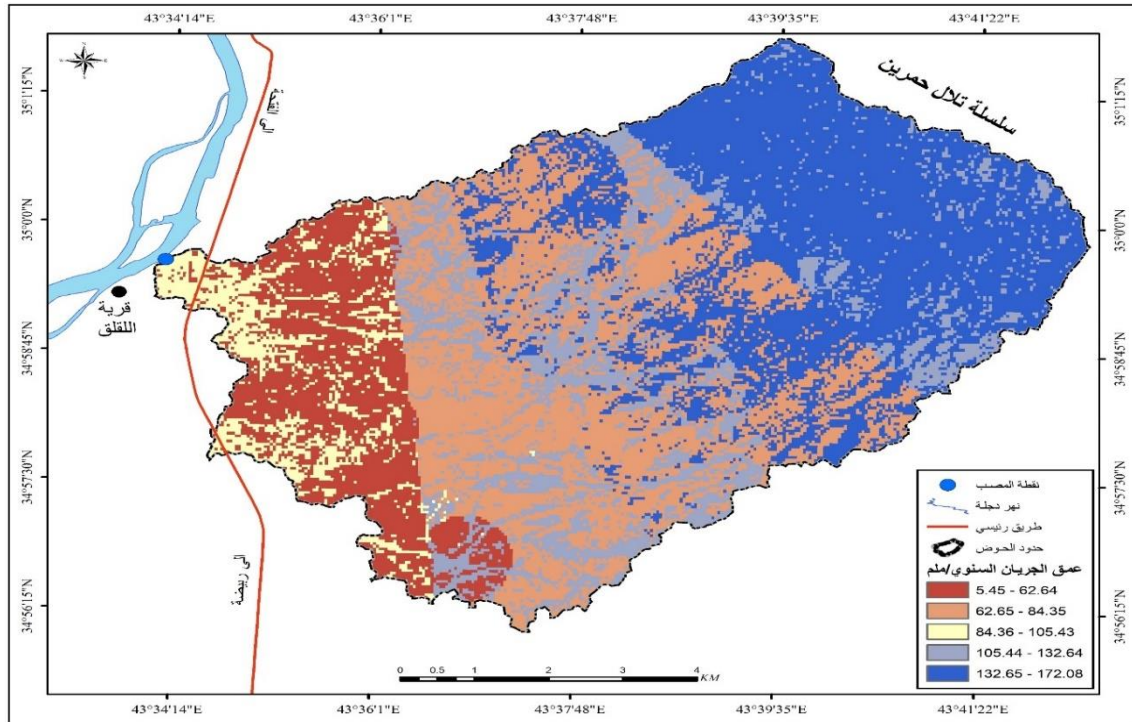 43°34'14"E
43°36'1"E
43°37'48"E
43°39'35"E
43°41'22"E
35°1'15"N
35°0'0"N
34°58'45"N
34°57'30"N
34°56'15"N
سلسلة تلال حمرين
الى
قرية
اللقلق
الى ربيضة
35°1'15"N
35°0'0"N
34°58'45"N
34°57'30"N
34°56'15"N
نقطة المصب
نهر دجلة
طريق رئيسي
حدود الحوض
عمق الجريان السنوي/ملم
5.45 - 62.64
62.65 - 84.35
84.36 - 105.43
105.44 - 132.64
132.65 - 172.08
0 0.5 1 2 3 4
KM
43°34'14"E
43°36'1"E
43°37'48"E
43°39'35"E
43°41'22"E